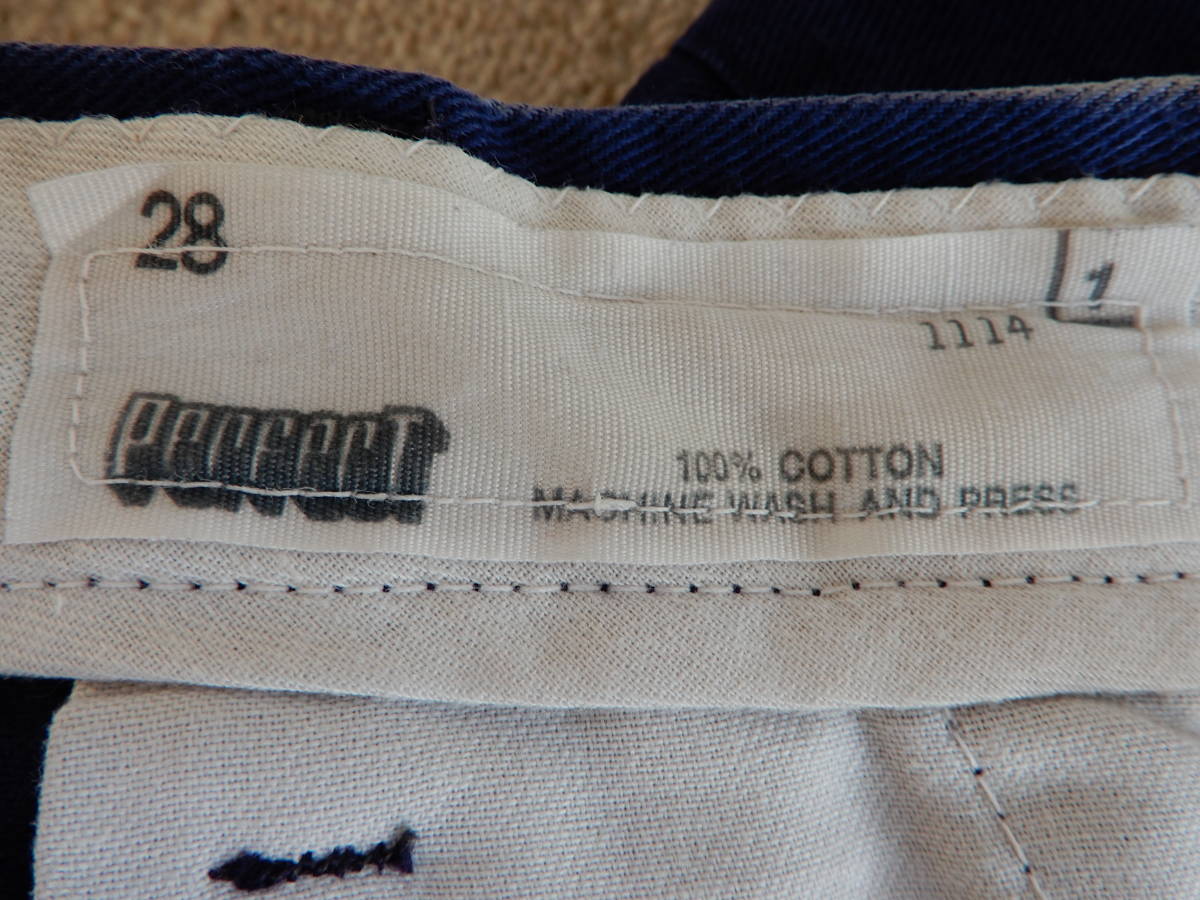 28
1
1114
PERFECT
100% COTTON
MACHINE WASH AND PRESS